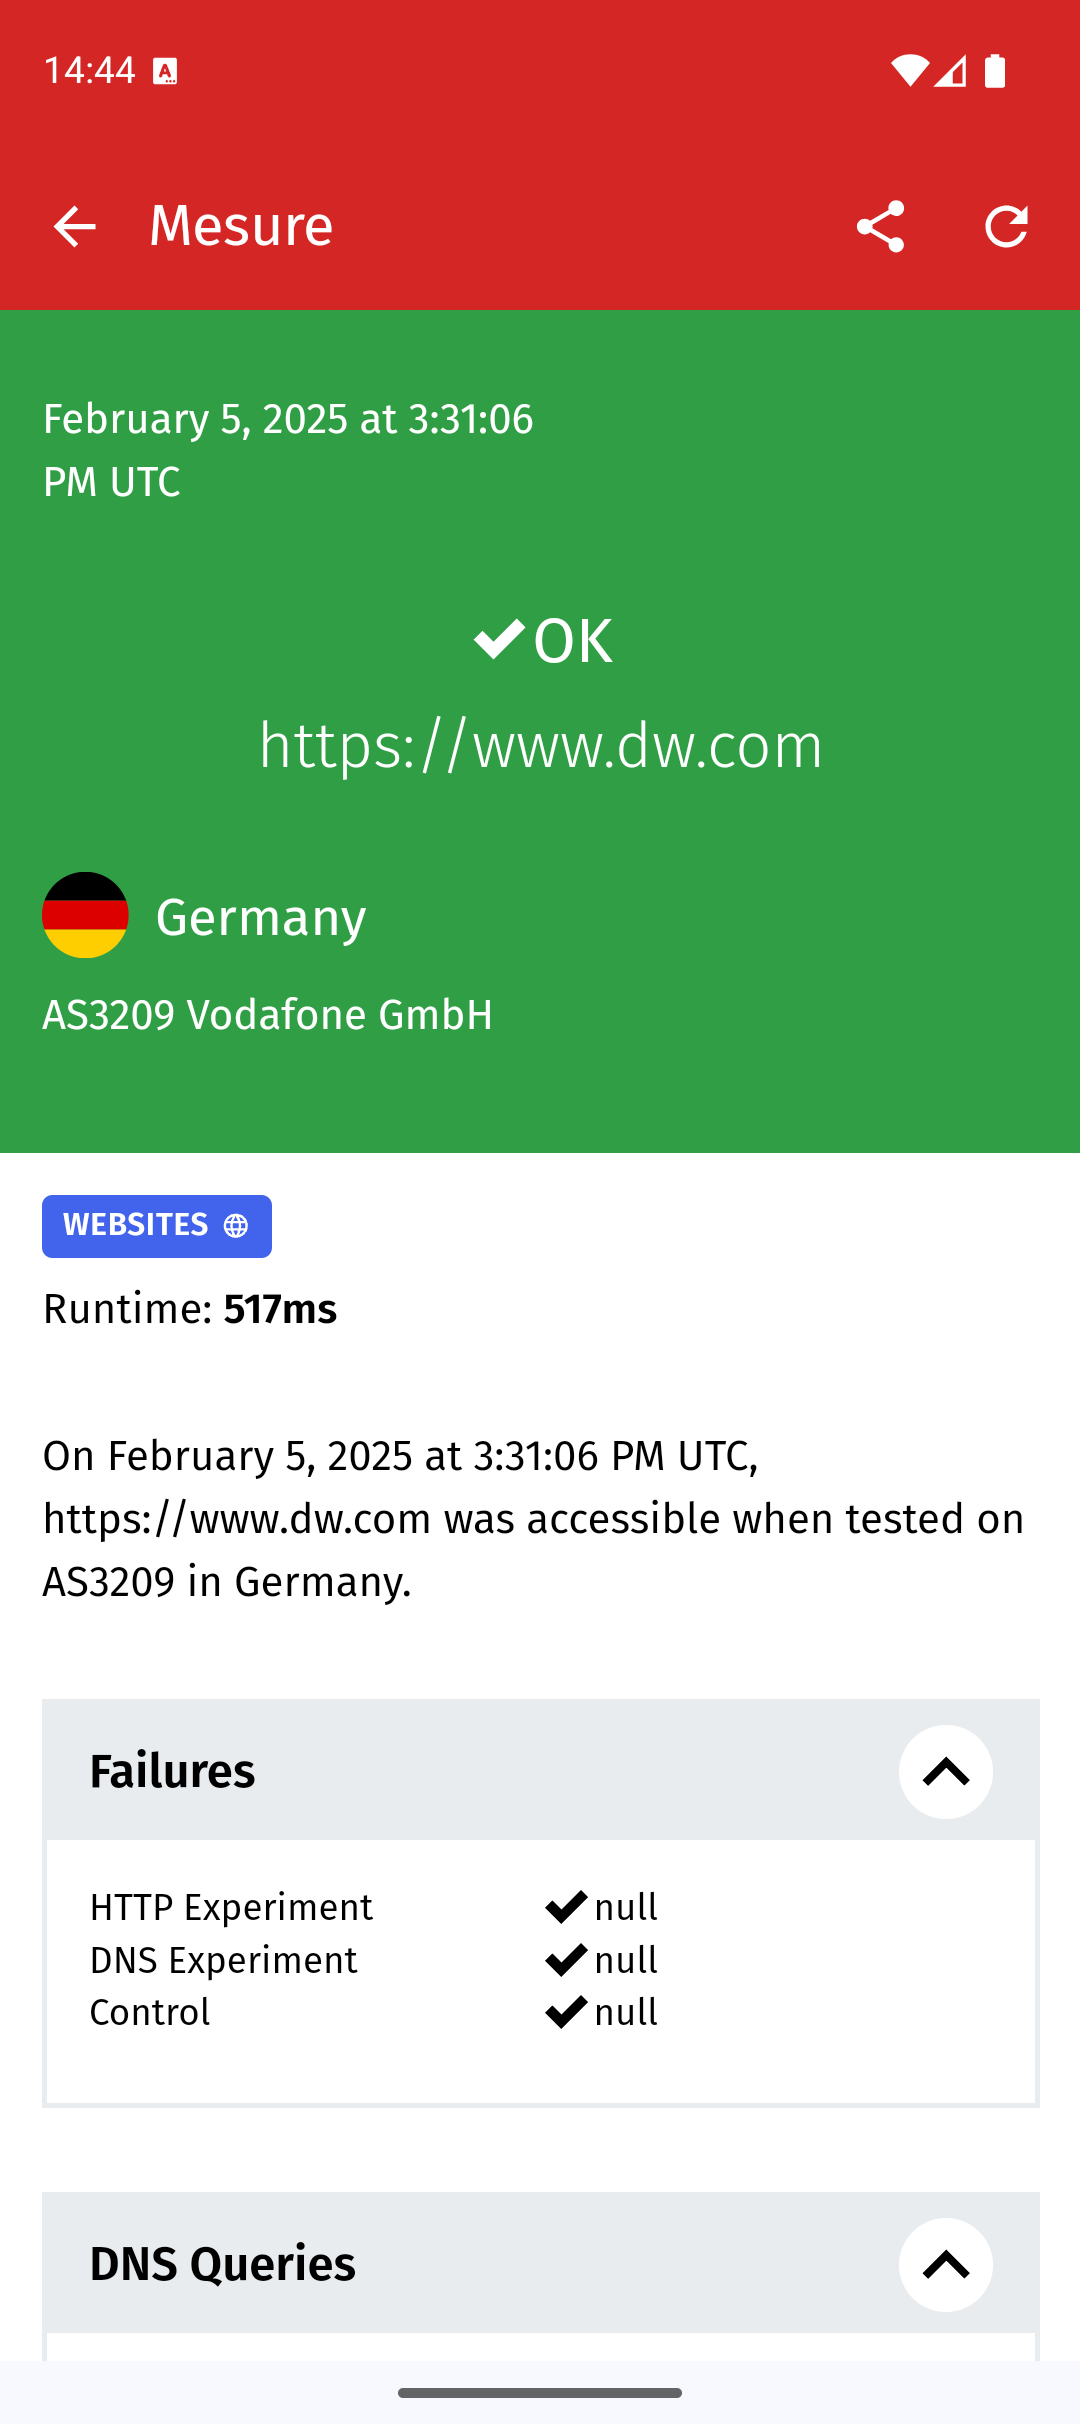 14:44
Mesure
February 5, 2025 at 3:31:06
PM UTC
OK
https://www.dw.com
Germany
AS3209 Vodafone GmbH
WEBSITES
Runtime: 517ms
On February 5, 2025 at 3:31:06 PM UTC,
https://www.dw.com was accessible when tested on
AS3209 in Germany.
Failures
HTTP Experiment null
DNS Experiment null
Control null
DNS Queries